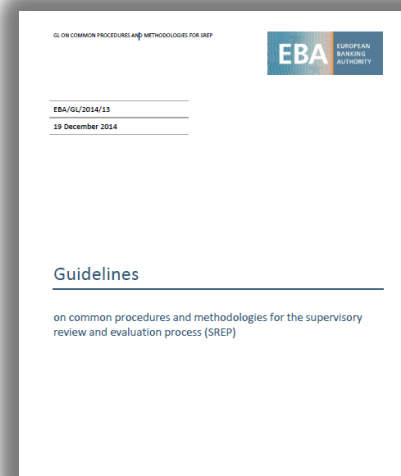 GL ON COMMON PROCEDURES AND METHODOLOGIES FOR SREP
EBA EUROPEAN
BANKING
AUTHORITY
EBA/GL/2014/13
19 December 2014
Guidelines
on common procedures and methodologies for the supervisory
review and evaluation process (SREP)